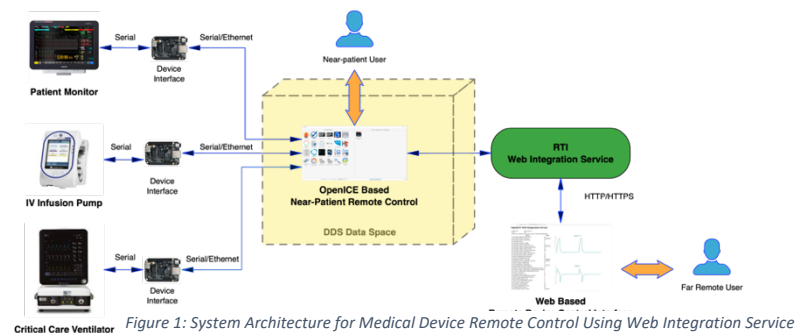 Serial
Serial/Ethernet
Device
Interface
Patient Monitor
Near-patient User
Serial
Serial/Ethernet
Device
Interface
IV Infusion Pump
OpenICE Based
Near-Patient Remote Control
DDS Data Space
RTI
Web Integration Service
HTTP/HTTPS
Serial
Serial/Ethernet
Device
Interface
Critical Care Ventilator
Web Based
Far Remote User
Figure 1: System Architecture for Medical Device Remote Control Using Web Integration Service